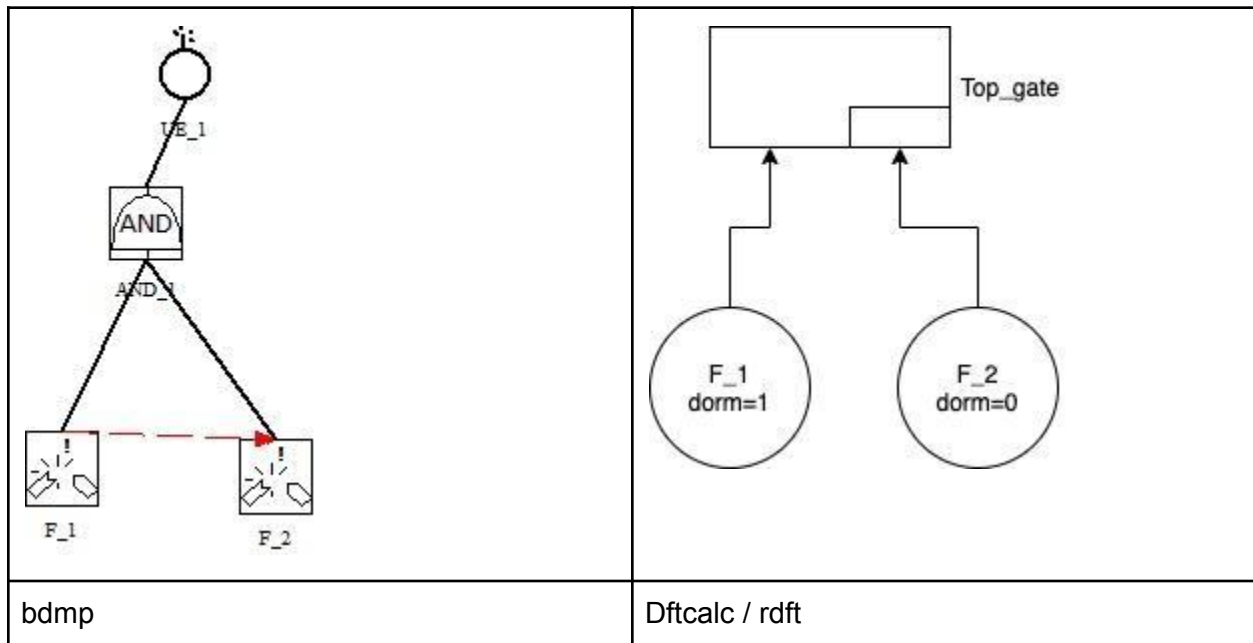 UE_1
AND
AND_1
!
!
F_1
F_2
Top_gate
F_1
dorm=1
F_2
dorm=0
bdmp
Dftcalc / rdft